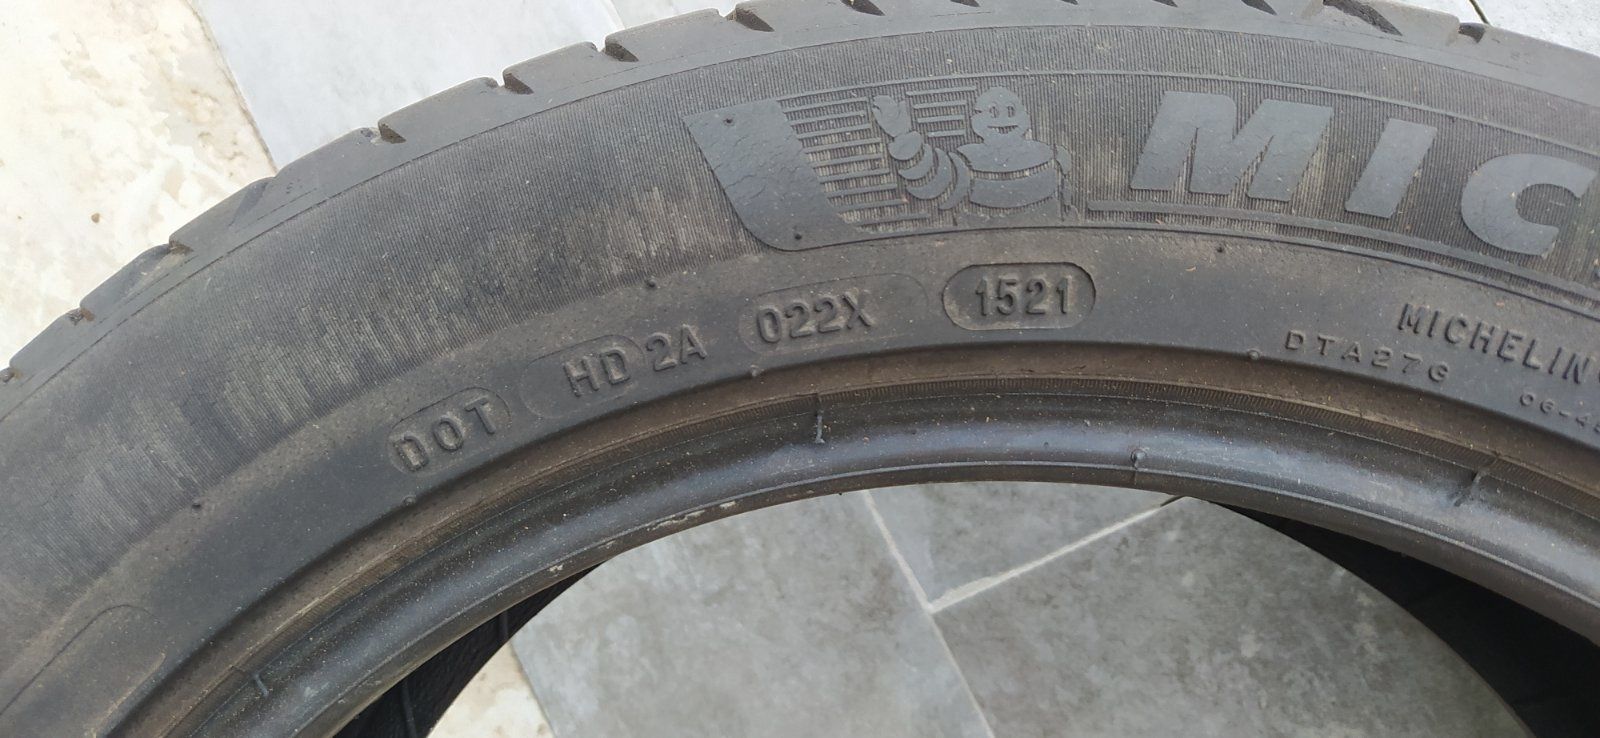 MIC
DOT HD 2A 022X 1521
MICHELIN
DTA27G